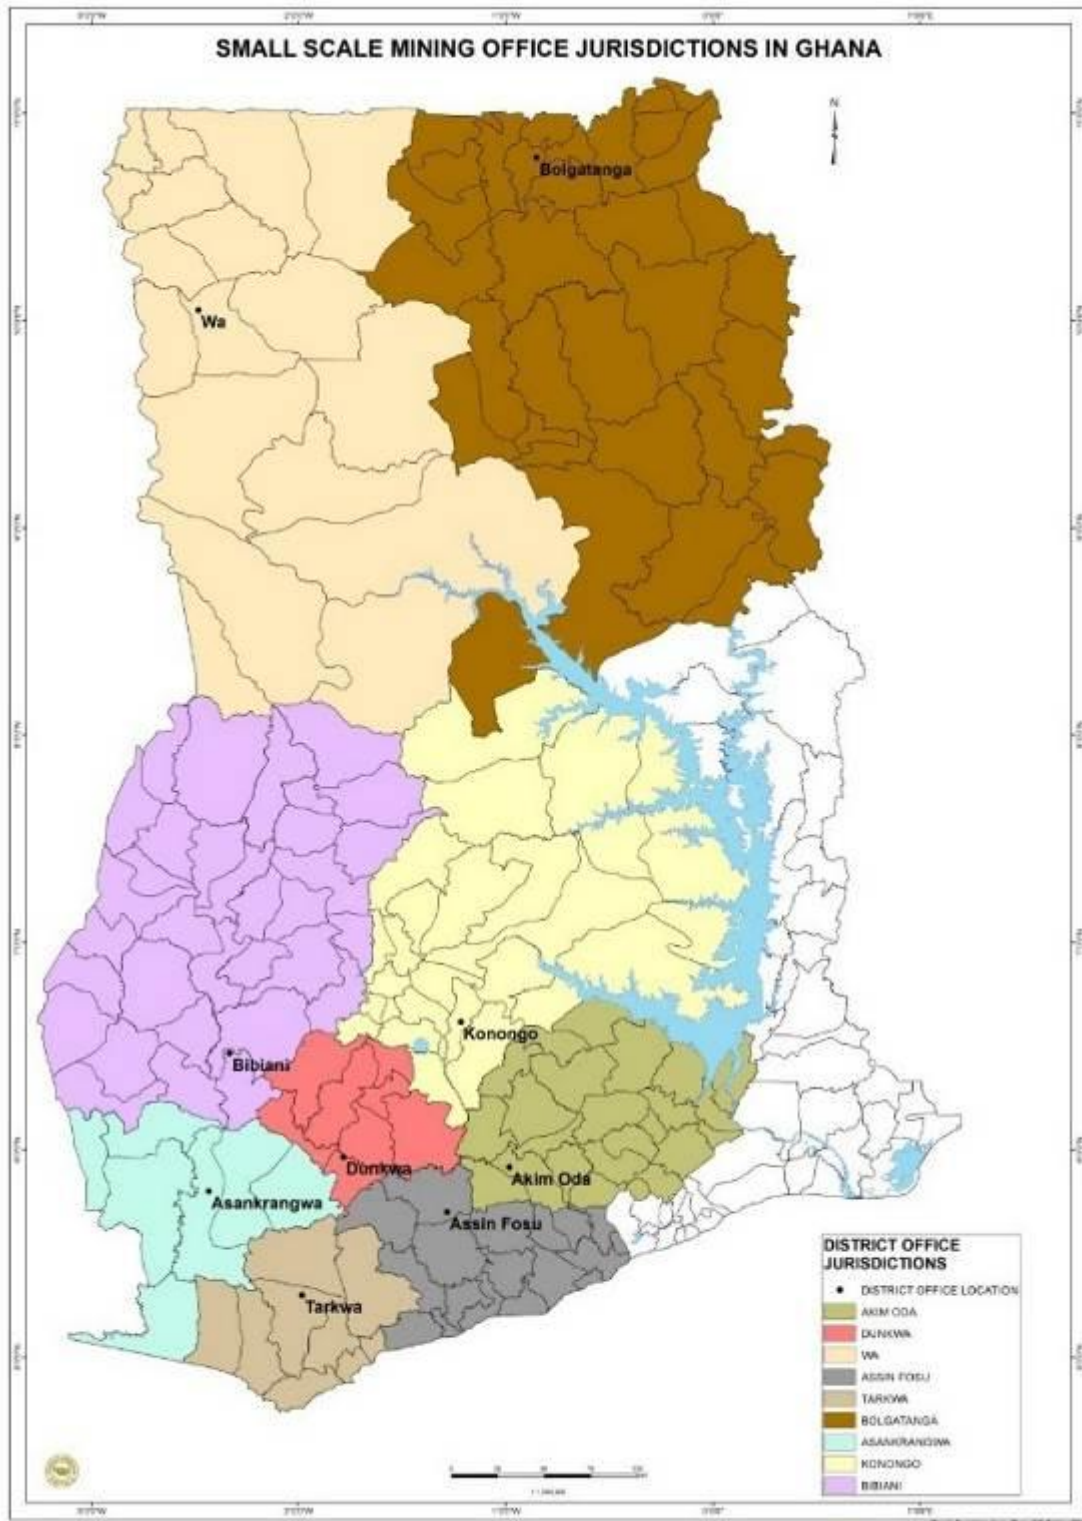 SMALL SCALE MINING OFFICE JURISDICTIONS IN GHANA
N
Bolgatanga
Wa
Konongo
Bibiani
Dunkwa
Akim Oda
Asankrangwa
Assin Fosu
Tarkwa
DISTRICT OFFICE
JURISDICTIONS
DISTRICT OFFICE LOCATION
AKIM ODA
DUNKWA
WA
ASSIN FOSU
TARKWA
BOLGATANGA
ASANKRANGWA
KONONGO
BIBIANI